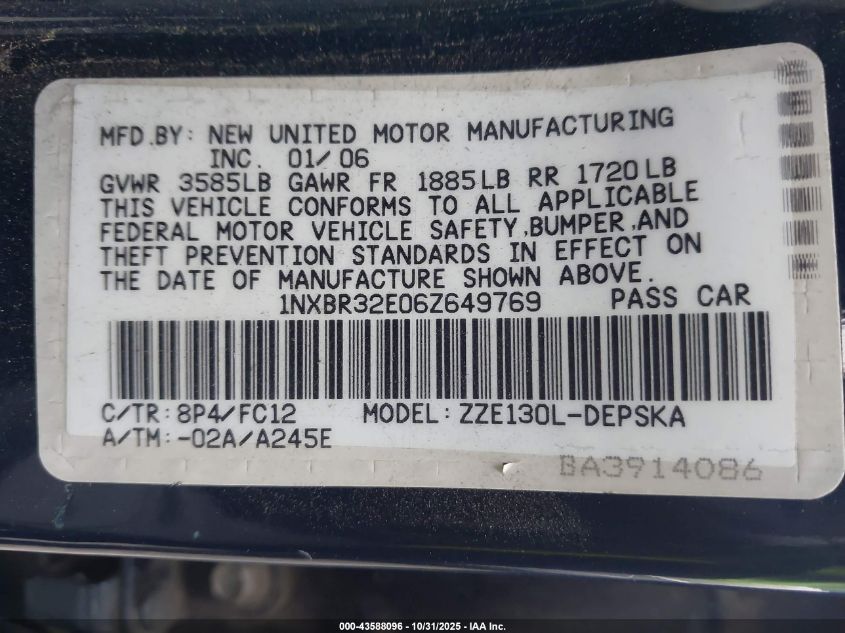 MFD.BY: NEW UNITED MOTOR MANUFACTURING
INC. 01/06
GVWR 3585LB GAWR FR 1885LB RR 1720LB
THIS VEHICLE CONFORMS TO ALL APPLICABLE
FEDERAL MOTOR VEHICLE SAFETY,BUMPER,AND
THEFT PREVENTION STANDARDS IN EFFECT ON
THE DATE OF MANUFACTURE SHOWN ABOVE.
1NXBR32E06Z649769 PASS CAR
C/TR: 8P4/FC12 MODEL: ZZE130L-DEPSKA
A/TM: -02A/A245E
BA3914086
000-43588096 - 10/31/2025 - IAA Inc.